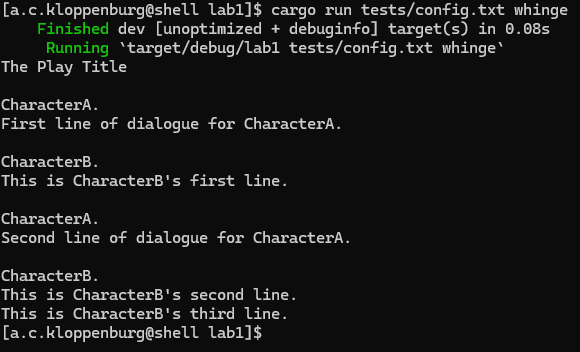 [a.c.kloppenburg@shell lab1]$ cargo run tests/config.txt whinge
    Finished dev [unoptimized + debuginfo] target(s) in 0.08s
     Running `target/debug/lab1 tests/config.txt whinge`
The Play Title

CharacterA.
First line of dialogue for CharacterA.

CharacterB.
This is CharacterB's first line.

CharacterA.
Second line of dialogue for CharacterA.

CharacterB.
This is CharacterB's second line.
This is CharacterB's third line.
[a.c.kloppenburg@shell lab1]$